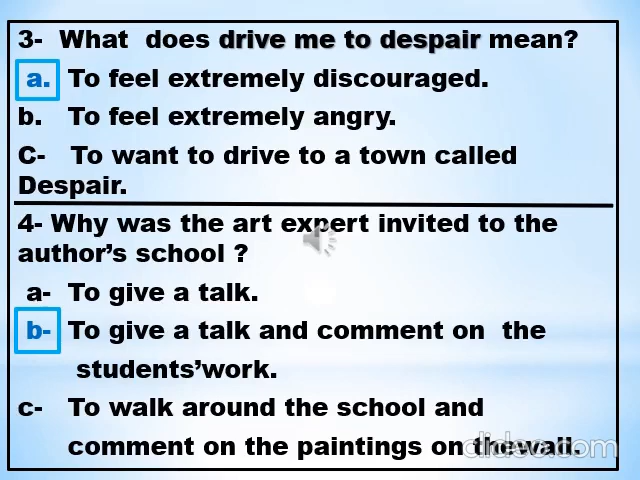 3-  What  does drive me to despair mean?
a.  To feel extremely discouraged.
b.  To feel extremely angry.
C-  To want to drive to a town called
Despair.
4- Why was the art expert invited to the
author’s school ?
a-  To give a talk.
b-  To give a talk and comment on  the
students’work.
c-  To walk around the school and
comment on the paintings on the wall.
clideo.com